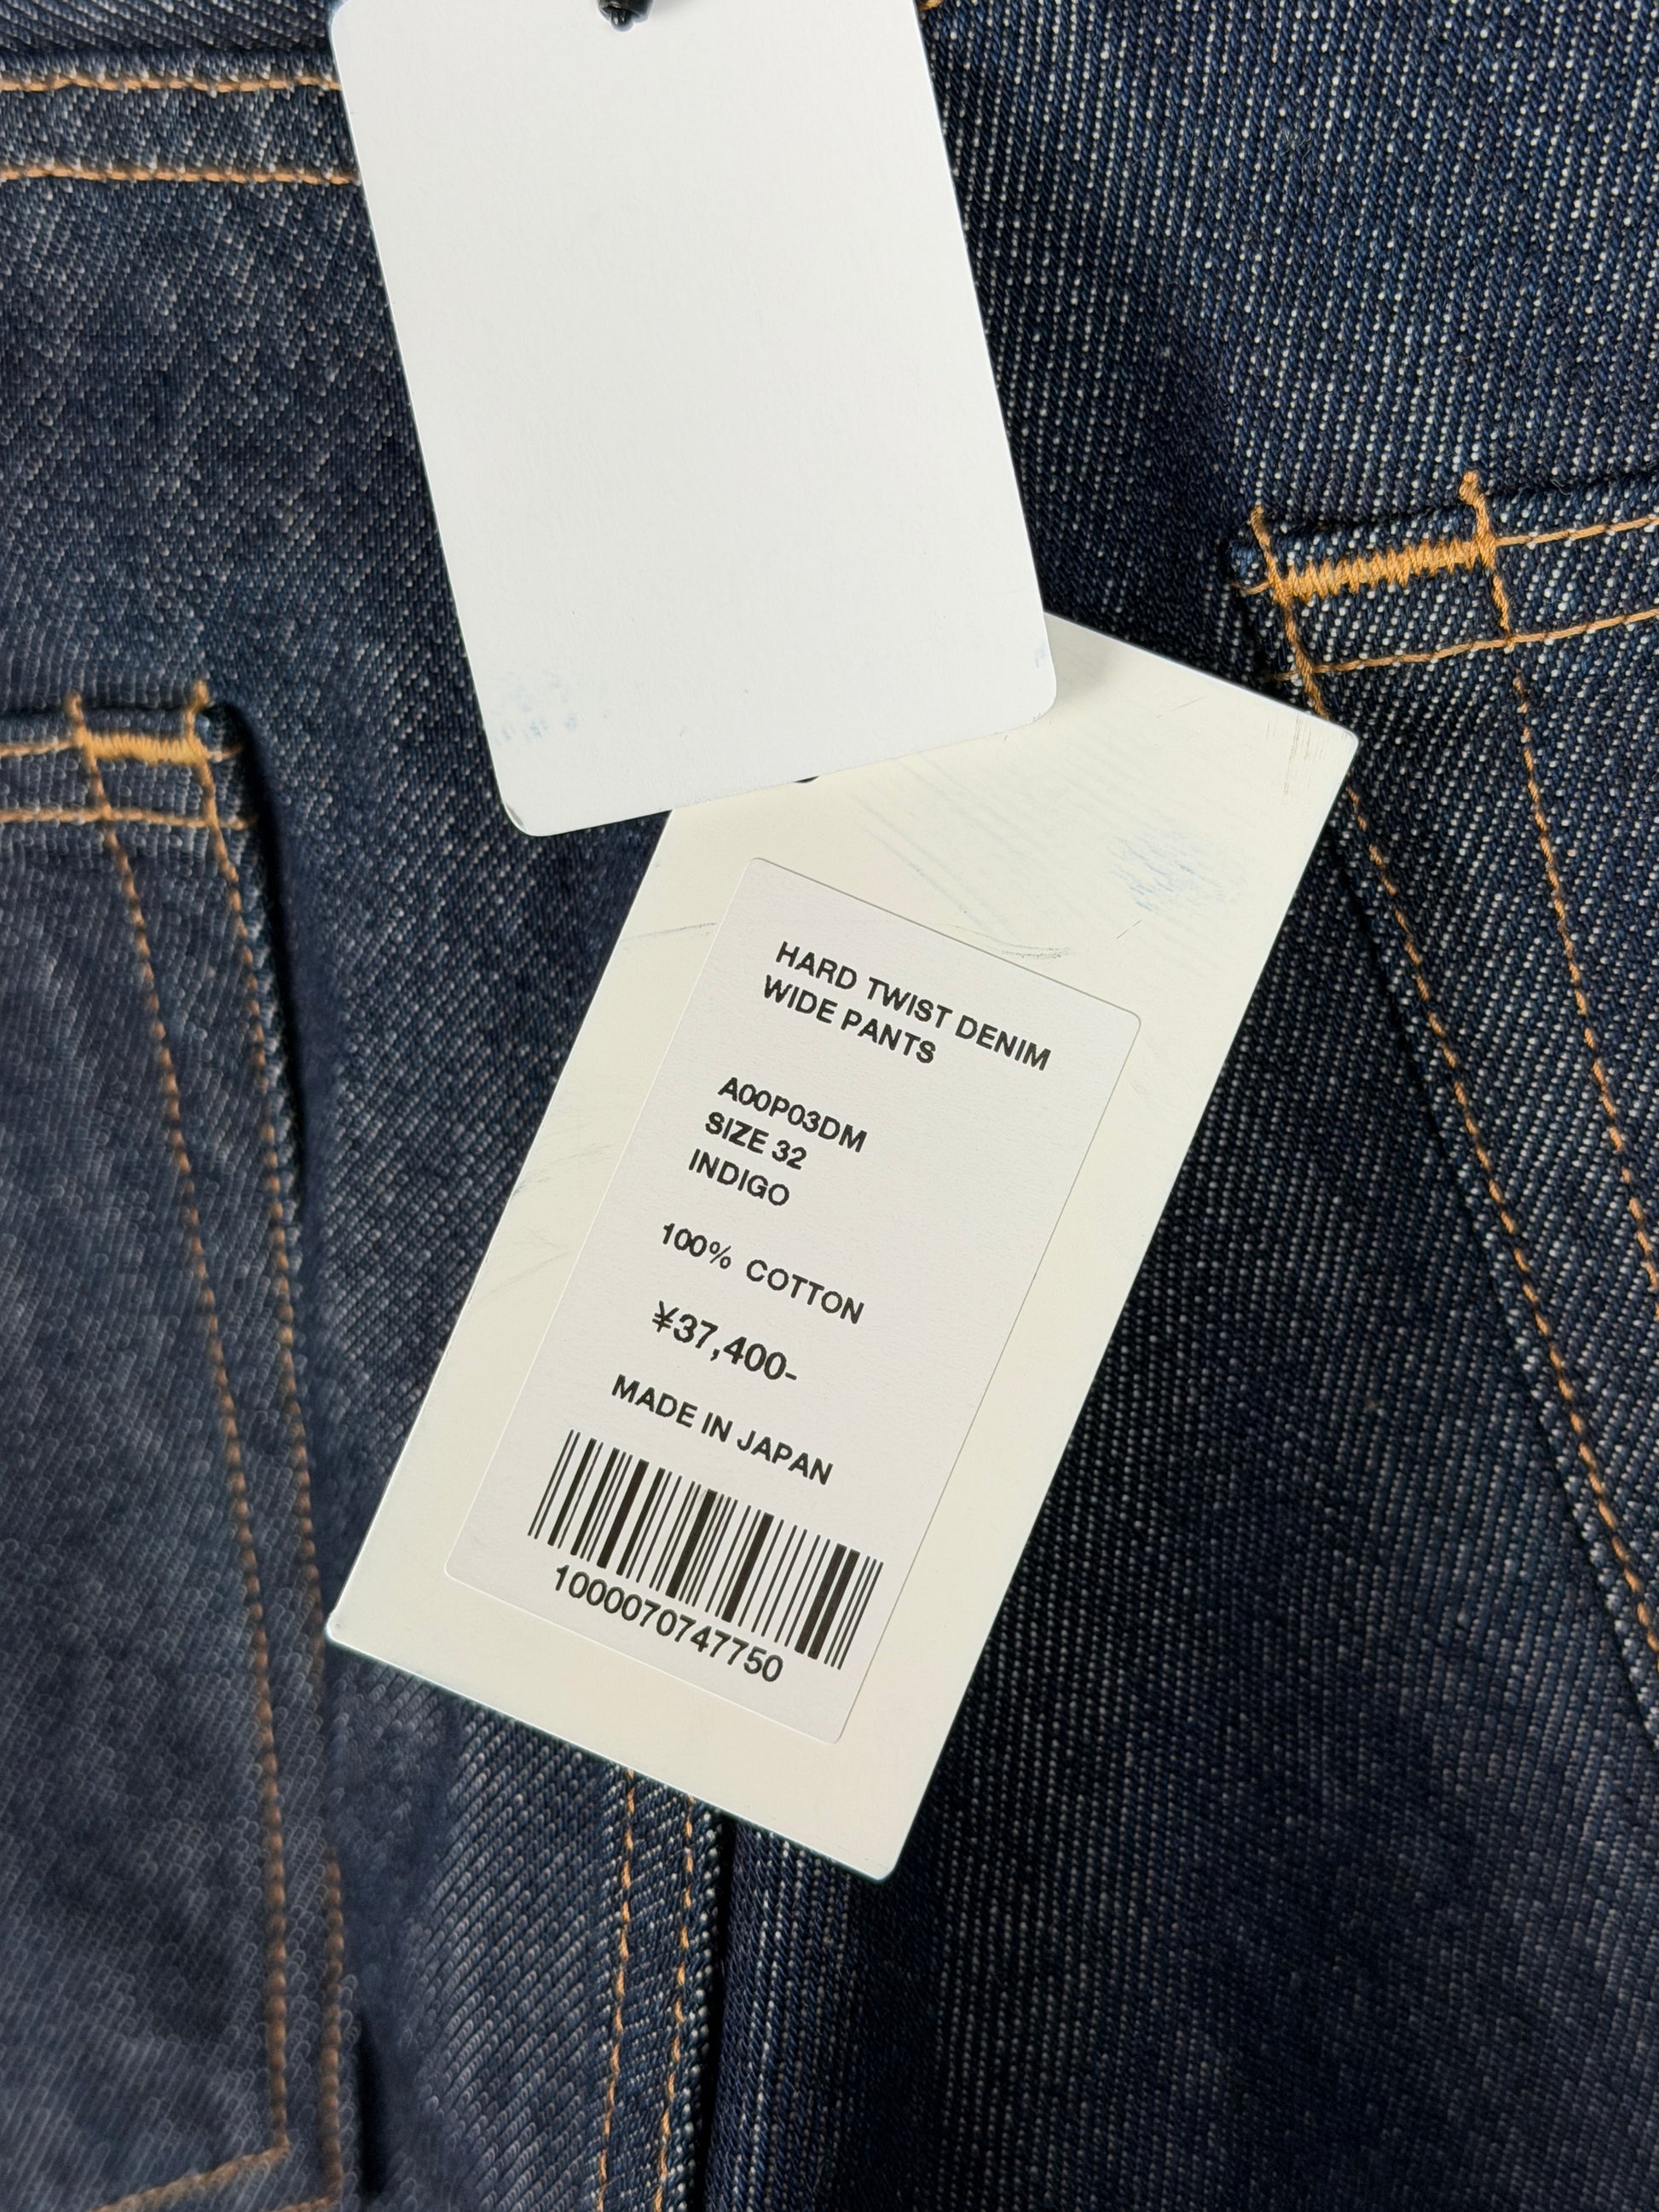 HARD TWIST DENIM
WIDE PANTS
A00P03DM
SIZE 32
INDIGO
100% COTTON
¥37,400-
MADE IN JAPAN
1000070747750